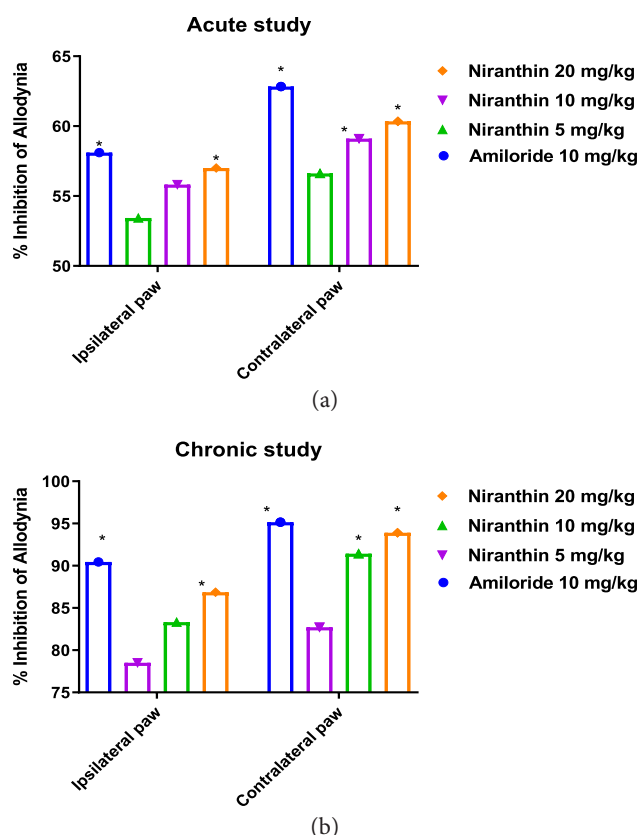 Acute study
% Inhibition of Allodynia
65
60
55
50
*
*
*
*
*
Ipsilateral paw
Contralateral paw
Niranthin 20 mg/kg
Niranthin 10 mg/kg
Niranthin 5 mg/kg
Amiloride 10 mg/kg
(a)
Chronic study
% Inhibition of Allodynia
100
95
90
85
80
75
*
*
*
*
*
Ipsilateral paw
Contralateral paw
Niranthin 20 mg/kg
Niranthin 10 mg/kg
Niranthin 5 mg/kg
Amiloride 10 mg/kg
(b)